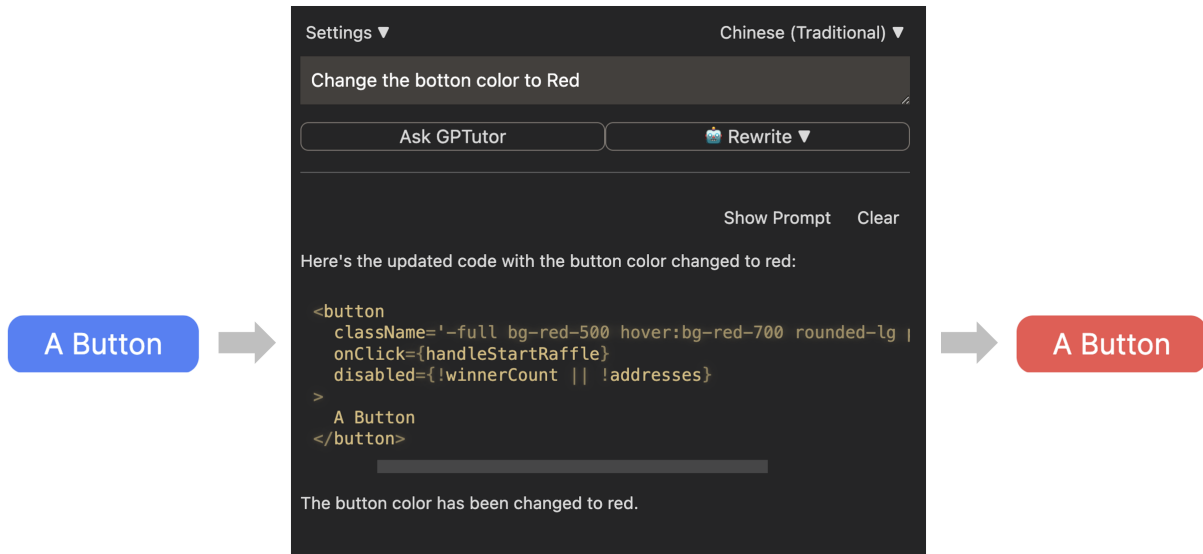 Settings ▼
Chinese (Traditional) ▼
Change the botton color to Red
Ask GPTutor
🤖 Rewrite ▼
Show Prompt
Clear
Here's the updated code with the button color changed to red:
<button
className='-full bg-red-500 hover:bg-red-700 rounded-lg p
onClick={handleStartRaffle}
disabled={!winnerCount || !addresses}
>
A Button
</button>
The button color has been changed to red.
A Button
A Button